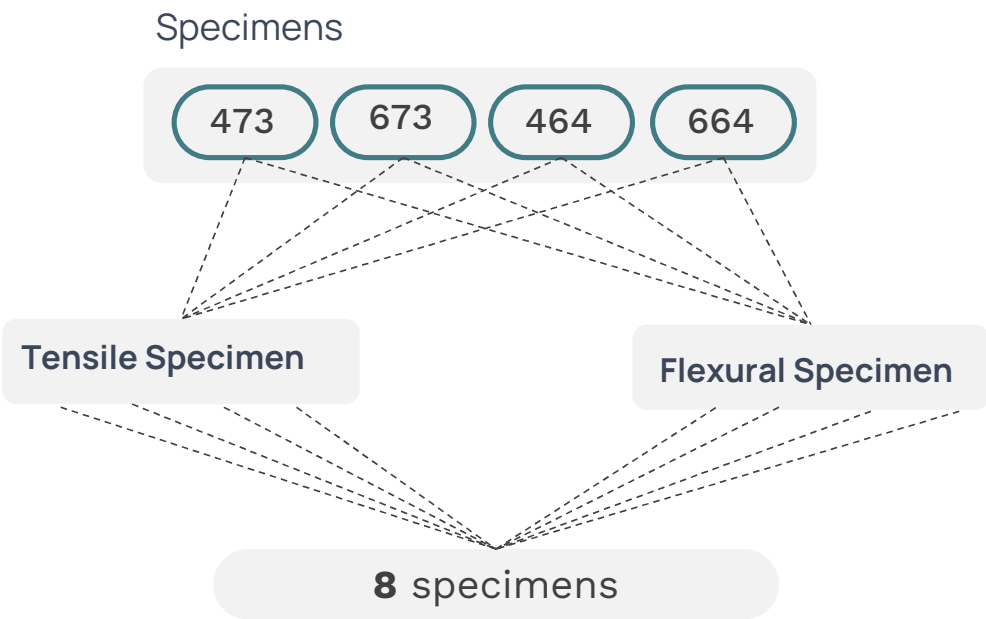 Specimens
473 673 464 664
Tensile Specimen
Flexural Specimen
8 specimens